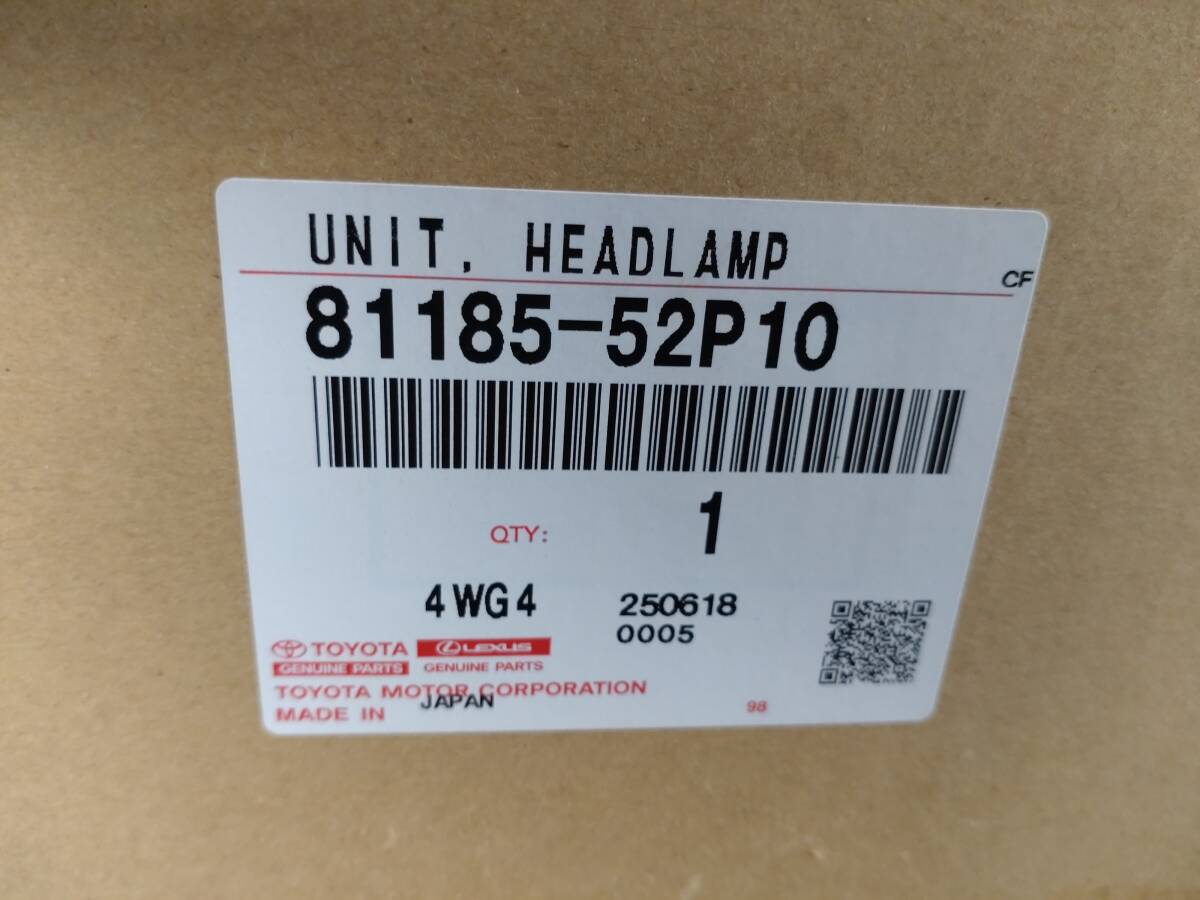 UNIT, HEADLAMP
CF
81185-52P10
QTY: 1
4WG4 250618
0005
TOYOTA LEXUS
GENUINE PARTS GENUINE PARTS
TOYOTA MOTOR CORPORATION
MADE IN JAPAN 98